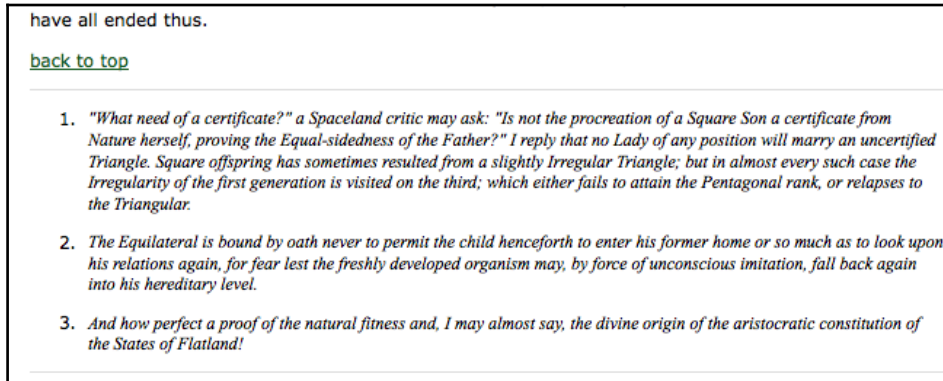 have all ended thus.
back to top
1. "What need of a certificate?" a Spaceland critic may ask: "Is not the procreation of a Square Son a certificate from
Nature herself, proving the Equal-sidedness of the Father?" I reply that no Lady of any position will marry an uncertified
Triangle. Square offspring has sometimes resulted from a slightly Irregular Triangle; but in almost every such case the
Irregularity of the first generation is visited on the third; which either fails to attain the Pentagonal rank, or relapses to
the Triangular.
2. The Equilateral is bound by oath never to permit the child henceforth to enter his former home or so much as to look upon
his relations again, for fear lest the freshly developed organism may, by force of unconscious imitation, fall back again
into his hereditary level.
3. And how perfect a proof of the natural fitness and, I may almost say, the divine origin of the aristocratic constitution of
the States of Flatland!